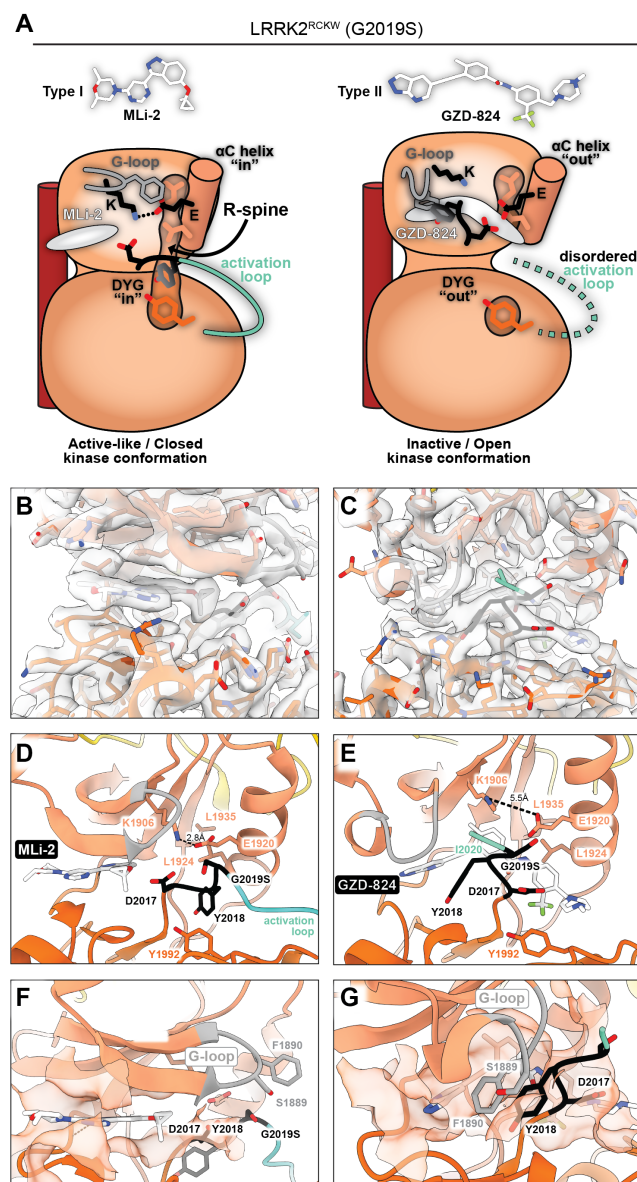 A
LRRK2RCKW (G2019S)
Type I
MLi-2
Type II
GZD-824
αC helix
“in”
G-loop
K
E
MLi-2
R-spine
activation
loop
DYG
“in”
Active-like / Closed
kinase conformation
αC helix
“out”
G-loop
K
E
GZD-824
disordered
activation
loop
DYG
“out”
Inactive / Open
kinase conformation
B
C
D
K1906
L1935
2.8Å
E1920
L1924
MLi-2
G2019S
D2017
Y2018
activation
loop
Y1992
E
K1906
5.5Å
L1935
E1920
I2020
L1924
G2019S
GZD-824
D2017
Y2018
Y1992
F
G-loop
F1890
S1889
D2017
Y2018
G2019S
G
G-loop
S1889
D2017
F1890
Y2018